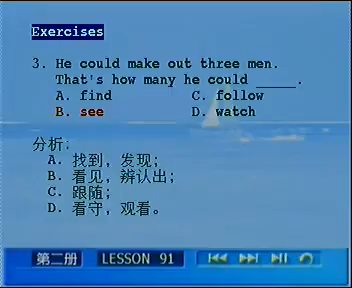 Exercises
3. He could make out three men.
That's how many he could _____.
A. find C. follow
B. see D. watch
分析:
A. 找到，发现；
B. 看见，辨认出；
C. 跟随；
D. 看守，观看。
第二册 LESSON 91